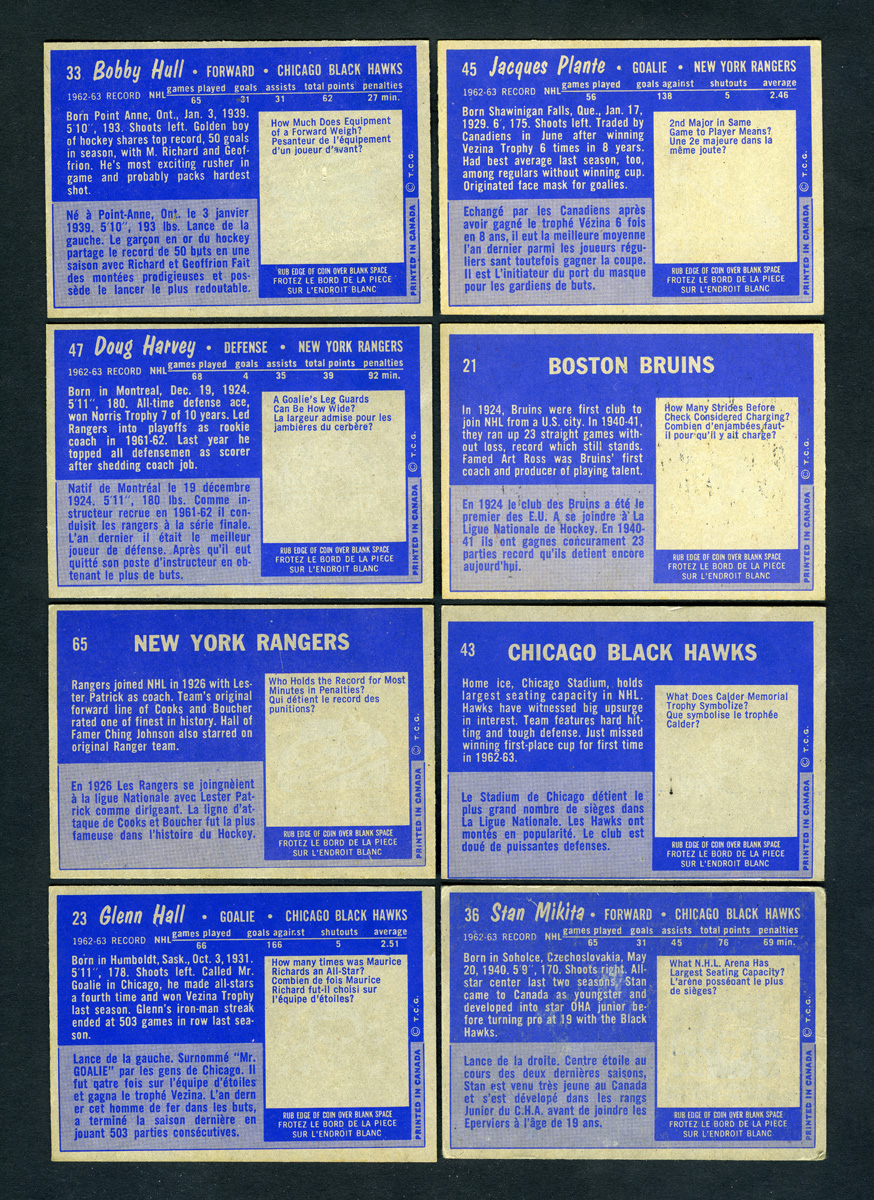 33 Bobby Hull • FORWARD • CHICAGO BLACK HAWKS
games played goals assists total points penalties
1962-63 RECORD NHL 65 31 31 62 27 min.
Born Point Anne, Ont., Jan. 3, 1939.
5'10", 193. Shoots left. Golden boy
of hockey shares top record, 50 goals
in season, with M. Richard and Geof-
frion. He's most exciting rusher in
game and probably packs hardest
shot.
Né à Point-Anne, Ont. le 3 janvier
1939. 5'10", 193 lbs. Lance de la
gauche. Le garçon en or du hockey
partage le record de 50 buts en une
saison avec Richard et Geoffrion Fait
des montées prodigieuses et pos-
sède le lancer le plus redoutable.
How Much Does Equipment
of a Forward Weigh?
Pesanteur de l'équipement
d'un joueur d'avant?
RUB EDGE OF COIN OVER BLANK SPACE
FROTEZ LE BORD DE LA PIECE
SUR L'ENDROIT BLANC
PRINTED IN CANADA © T.C.G.
45 Jacques Plante • GOALIE • NEW YORK RANGERS
games played goals against shutouts average
1962-63 RECORD NHL 56 138 5 2.46
Born Shawinigan Falls, Que., Jan. 17,
1929. 6', 175. Shoots left. Traded by
Canadiens in June after winning
Vezina Trophy 6 times in 8 years.
Had best average last season, too,
among regulars without winning cup.
Originated face mask for goalies.
Echangé par les Canadiens après
avoir gagné le trophé Vézina 6 fois
en 8 ans, il eut la meilleure moyenne
l'an dernier parmi les joueurs régu-
liers sant toutefois gagner la coupe.
Il est L'initiateur du port du masque
pour les gardiens de buts.
2nd Major in Same
Game to Player Means?
Une 2e majeure dans la
même joute?
RUB EDGE OF COIN OVER BLANK SPACE
FROTEZ LE BORD DE LA PIECE
SUR L'ENDROIT BLANC
PRINTED IN CANADA © T.C.G.
47 Doug Harvey • DEFENSE • NEW YORK RANGERS
games played goals assists total points penalties
1962-63 RECORD NHL 68 4 35 39 92 min.
Born in Montreal, Dec. 19, 1924.
5'11", 180. All-time defense ace,
won Norris Trophy 7 of 10 years. Led
Rangers into playoffs as rookie
coach in 1961-62. Last year he
topped all defensemen as scorer
after shedding coach job.
Natif de Montréal le 19 décembre
1924. 5'11", 180 lbs. Comme in-
structeur recrue en 1961-62 il con-
duisit les rangers à la série finale.
L'an dernier il était le meilleur
joueur de défense. Après qu'il eut
quitté son poste d'instructeur en ob-
tenant le plus de buts.
A Goalie's Leg Guards
Can Be How Wide?
La largeur admise pour les
jambières du cerbère?
RUB EDGE OF COIN OVER BLANK SPACE
FROTEZ LE BORD DE LA PIECE
SUR L'ENDROIT BLANC
PRINTED IN CANADA © T.C.G.
21 BOSTON BRUINS
In 1924, Bruins were first club to
join NHL from a U.S. city. In 1940-41,
they ran up 23 straight games with-
out loss, record which still stands.
Famed Art Ross was Bruins' first
coach and producer of playing talent.
En 1924 le club des Bruins a été le
premier des E.U. A se joindre à La
Ligue Nationale de Hockey. En 1940-
41 ils ont gagnes concurament 23
parties record qu'ils detient encore
aujourd'hui.
How Many Strides Before
Check Considered Charging?
Combien d'enjambées faut-
il pour qu'il y ait charge?
RUB EDGE OF COIN OVER BLANK SPACE
FROTEZ LE BORD DE LA PIECE
SUR L'ENDROIT BLANC
PRINTED IN CANADA © T.C.G.
65 NEW YORK RANGERS
Rangers joined NHL in 1926 with Les-
ter Patrick as coach. Team's original
forward line of Cooks and Boucher
rated one of finest in history. Hall of
Famer Ching Johnson also starred on
original Ranger team.
En 1926 Les Rangers se joingnèient
à la ligue Nationale avec Lester Pat-
rick comme dirigeant. La ligne d'at-
taque de Cooks et Boucher fut la plus
fameuse dans l'histoire du Hockey.
Who Holds the Record for Most
Minutes in Penalties?
Qui détient le record des
punitions?
RUB EDGE OF COIN OVER BLANK SPACE
FROTEZ LE BORD DE LA PIECE
SUR L'ENDROIT BLANC
PRINTED IN CANADA © T.C.G.
43 CHICAGO BLACK HAWKS
Home ice, Chicago Stadium, holds
largest seating capacity in NHL.
Hawks have witnessed big upsurge
in interest. Team features hard hit-
ting and tough defense. Just missed
winning first-place cup for first time
in 1962-63.
Le Stadium de Chicago détient le
plus grand nombre de sièges dans
La Ligue Nationale. Les Hawks ont
montés en popularité. Le club est
doué de puissantes defenses.
What Does Calder Memorial
Trophy Symbolize?
Que symbolise le trophée
Calder?
RUB EDGE OF COIN OVER BLANK SPACE
FROTEZ LE BORD DE LA PIECE
SUR L'ENDROIT BLANC
PRINTED IN CANADA © T.C.G.
23 Glenn Hall • GOALIE • CHICAGO BLACK HAWKS
games played goals against shutouts average
1962-63 RECORD NHL 66 166 5 2.51
Born in Humboldt, Sask., Oct. 3, 1931.
5'11", 178. Shoots left. Called Mr.
Goalie in Chicago, he made all-stars
a fourth time and won Vezina Trophy
last season. Glenn's iron-man streak
ended at 503 games in row last sea-
son.
Lance de la gauche. Surnommé "Mr.
GOALIE" par les gens de Chicago. Il
fut qatre fois sur l'équipe d'étoiles
et gagna le trophé Vezina. L'an dern
er cet homme de fer dans les buts,
a terminé la saison dernière en
jouant 503 parties consécutives.
How many times was Maurice
Richards an All-Star?
Combien de fois Maurice
Richard fut-il choisi sur
l'équipe d'étoiles?
RUB EDGE OF COIN OVER BLANK SPACE
FROTEZ LE BORD DE LA PIECE
SUR L'ENDROIT BLANC
PRINTED IN CANADA © T.C.G.
36 Stan Mikita • FORWARD • CHICAGO BLACK HAWKS
games played goals assists total points penalties
1962-63 RECORD NHL 65 31 45 76 69 min.
Born in Soholce, Czechoslovakia, May
20, 1940. 5'9", 170. Shoots right. All-
star center last two seasons, Stan
came to Canada as youngster and
developed into star OHA junior be-
fore turning pro at 19 with the Black
Hawks.
Lance de la droite. Centre étoile au
cours des deux dernières saisons,
Stan est venu très jeune au Canada
et s'est dévelopé dans les rangs
Junior du C.H.A. avant de joindre les
Eperviers à l'âge de 19 ans.
What N.H.L. Arena Has
Largest Seating Capacity?
L'arène posséoant le plus
de sièges?
RUB EDGE OF COIN OVER BLANK SPACE
FROTEZ LE BORD DE LA PIECE
SUR L'ENDROIT BLANC
PRINTED IN CANADA © T.C.G.